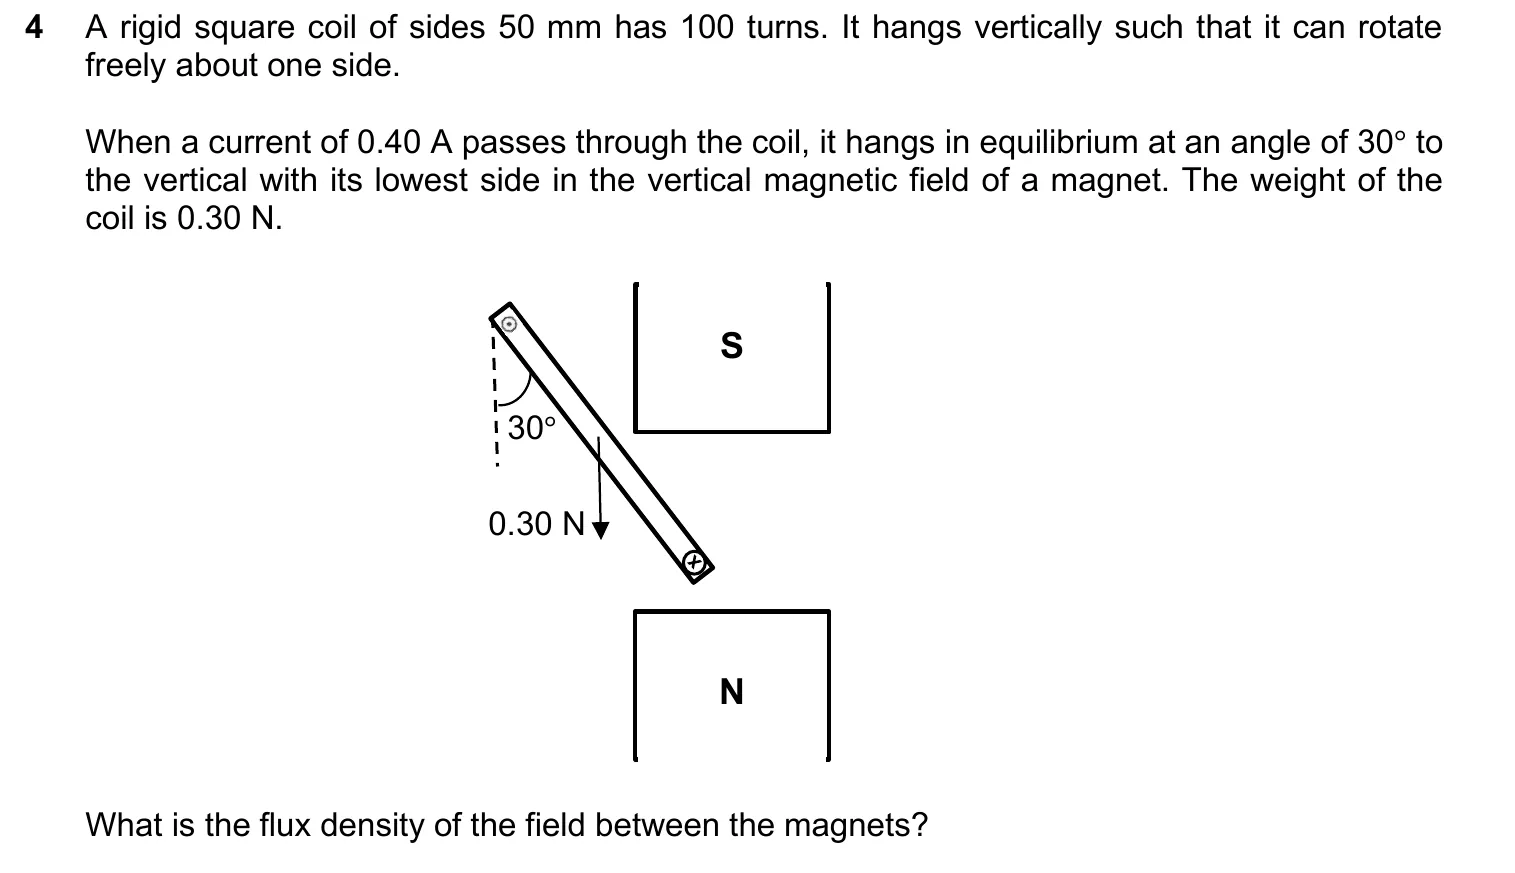 4 A rigid square coil of sides 50 mm has 100 turns. It hangs vertically such that it can rotate
freely about one side.
When a current of 0.40 A passes through the coil, it hangs in equilibrium at an angle of 30° to
the vertical with its lowest side in the vertical magnetic field of a magnet. The weight of the
coil is 0.30 N.
S
30°
0.30 N
N
What is the flux density of the field between the magnets?